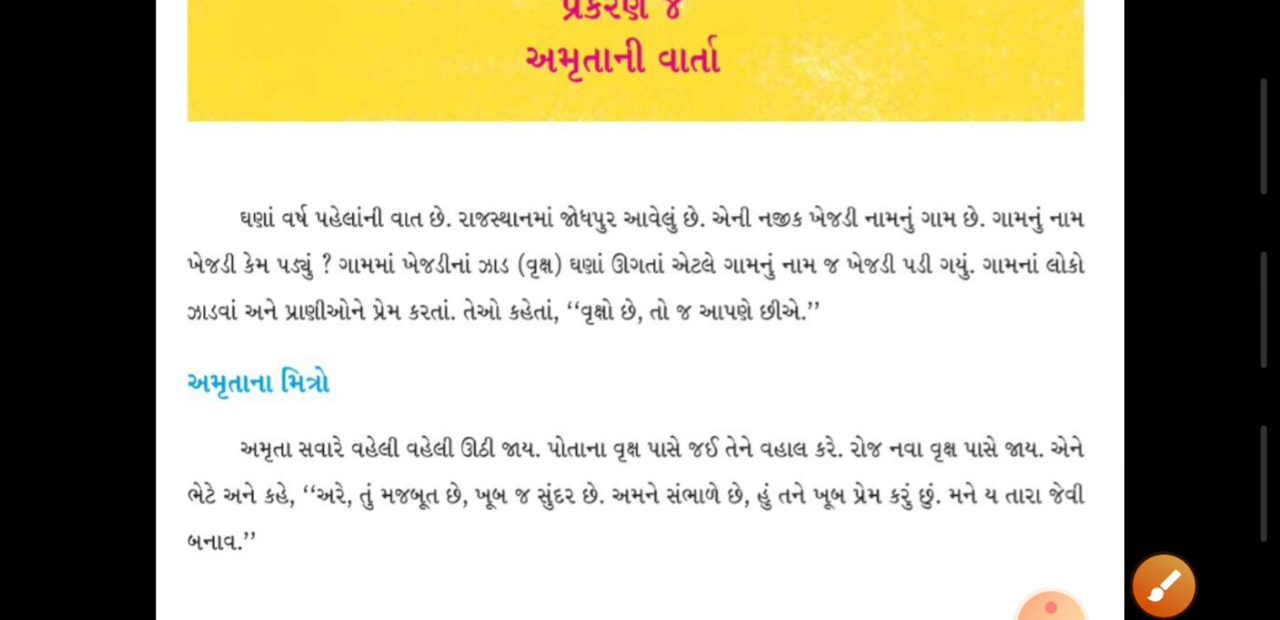 પ્રકરણ ૪
અમૃતાની વાર્તા
ઘણાં વર્ષ પહેલાંની વાત છે. રાજસ્થાનમાં જોધપુર આવેલું છે. એની નજીક ખેજડી નામનું ગામ છે. ગામનું નામ
ખેજડી કેમ પડ્યું ? ગામમાં ખેજડીનાં ઝાડ (વૃક્ષ) ઘણાં ઊગતાં એટલે ગામનું નામ જ ખેજડી પડી ગયું. ગામનાં લોકો
ઝાડવાં અને પ્રાણીઓને પ્રેમ કરતાં. તેઓ કહેતાં, ‘‘વૃક્ષો છે, તો જ આપણે છીએ.’’
અમૃતાના મિત્રો
અમૃતા સવારે વહેલી વહેલી ઊઠી જાય. પોતાના વૃક્ષ પાસે જઈ તેને વહાલ કરે. રોજ નવા વૃક્ષ પાસે જાય. એને
ભેટે અને કહે, ‘‘અરે, તું મજબૂત છે, ખૂબ જ સુંદર છે. અમને સંભાળે છે, હું તને ખૂબ પ્રેમ કરું છું. મને ય તારા જેવી
બનાવ.’’